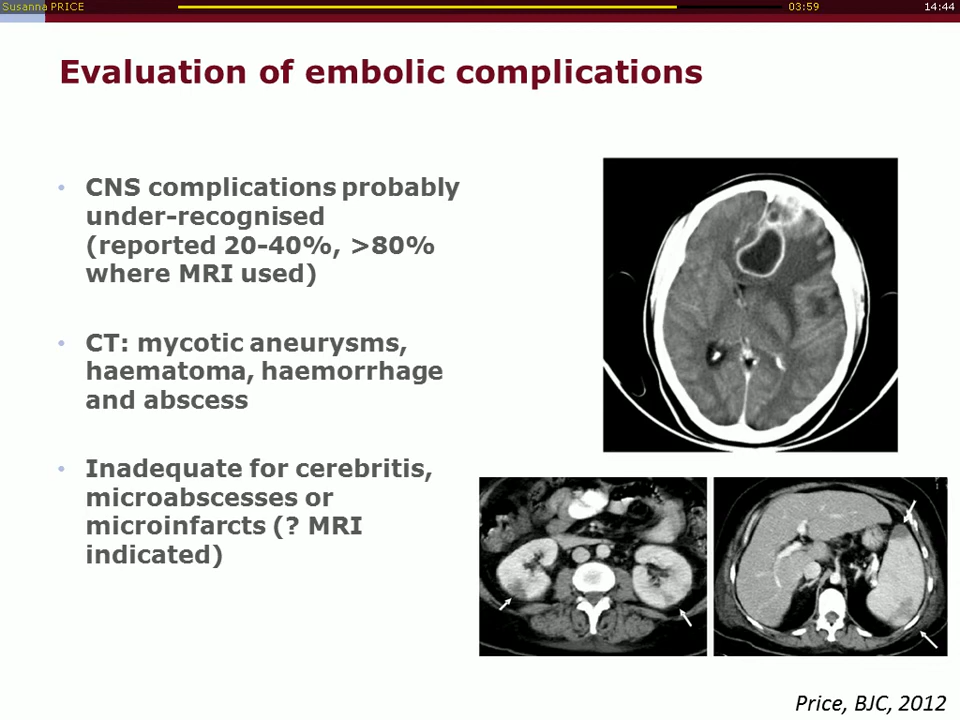 Susanna PRICE
03:59
14:44
Evaluation of embolic complications
• CNS complications probably
under-recognised
(reported 20-40%, >80%
where MRI used)
• CT: mycotic aneurysms,
haematoma, haemorrhage
and abscess
• Inadequate for cerebritis,
microabscesses or
microinfarcts (? MRI
indicated)
Price, BJC, 2012